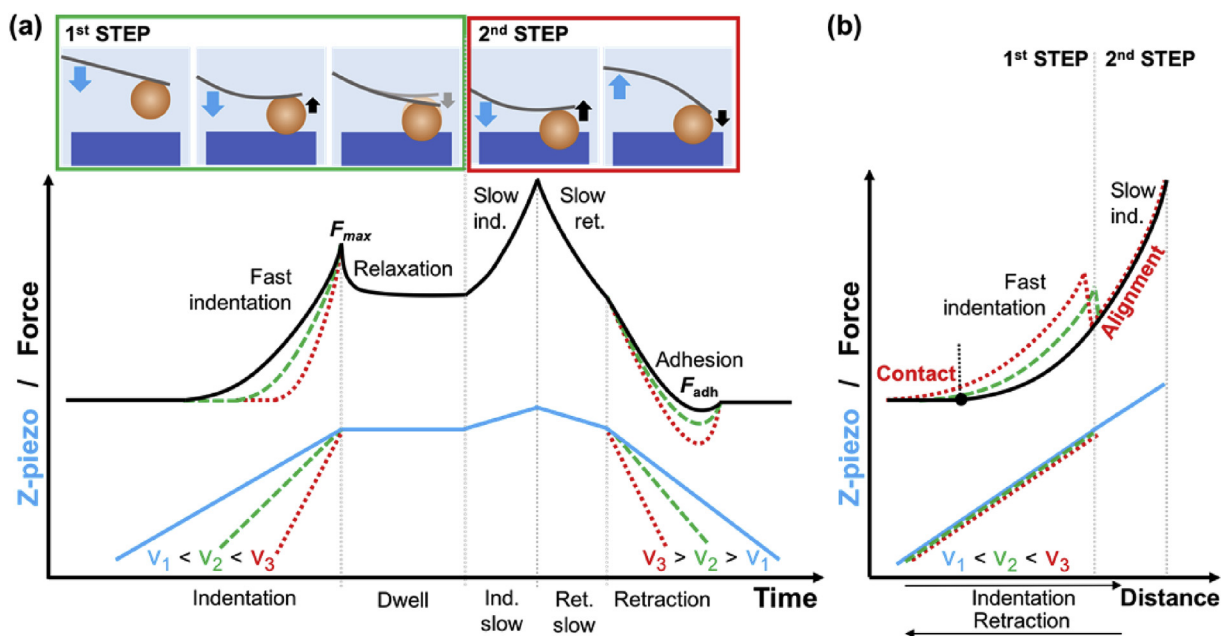 (a)
1st STEP
2nd STEP
Slow
ind.
Slow
ret.
Fmax
Fast
indentation
Relaxation
Adhesion
Fadh
Z-piezo / Force
V1 < V2 < V3
V3 > V2 > V1
Indentation
Dwell
Ind.
slow
Ret.
slow
Retraction
Time
(b)
1st STEP
2nd STEP
Slow
ind.
Fast
indentation
Contact
Alignment
Z-piezo / Force
V1 < V2 < V3
Indentation
Retraction
Distance